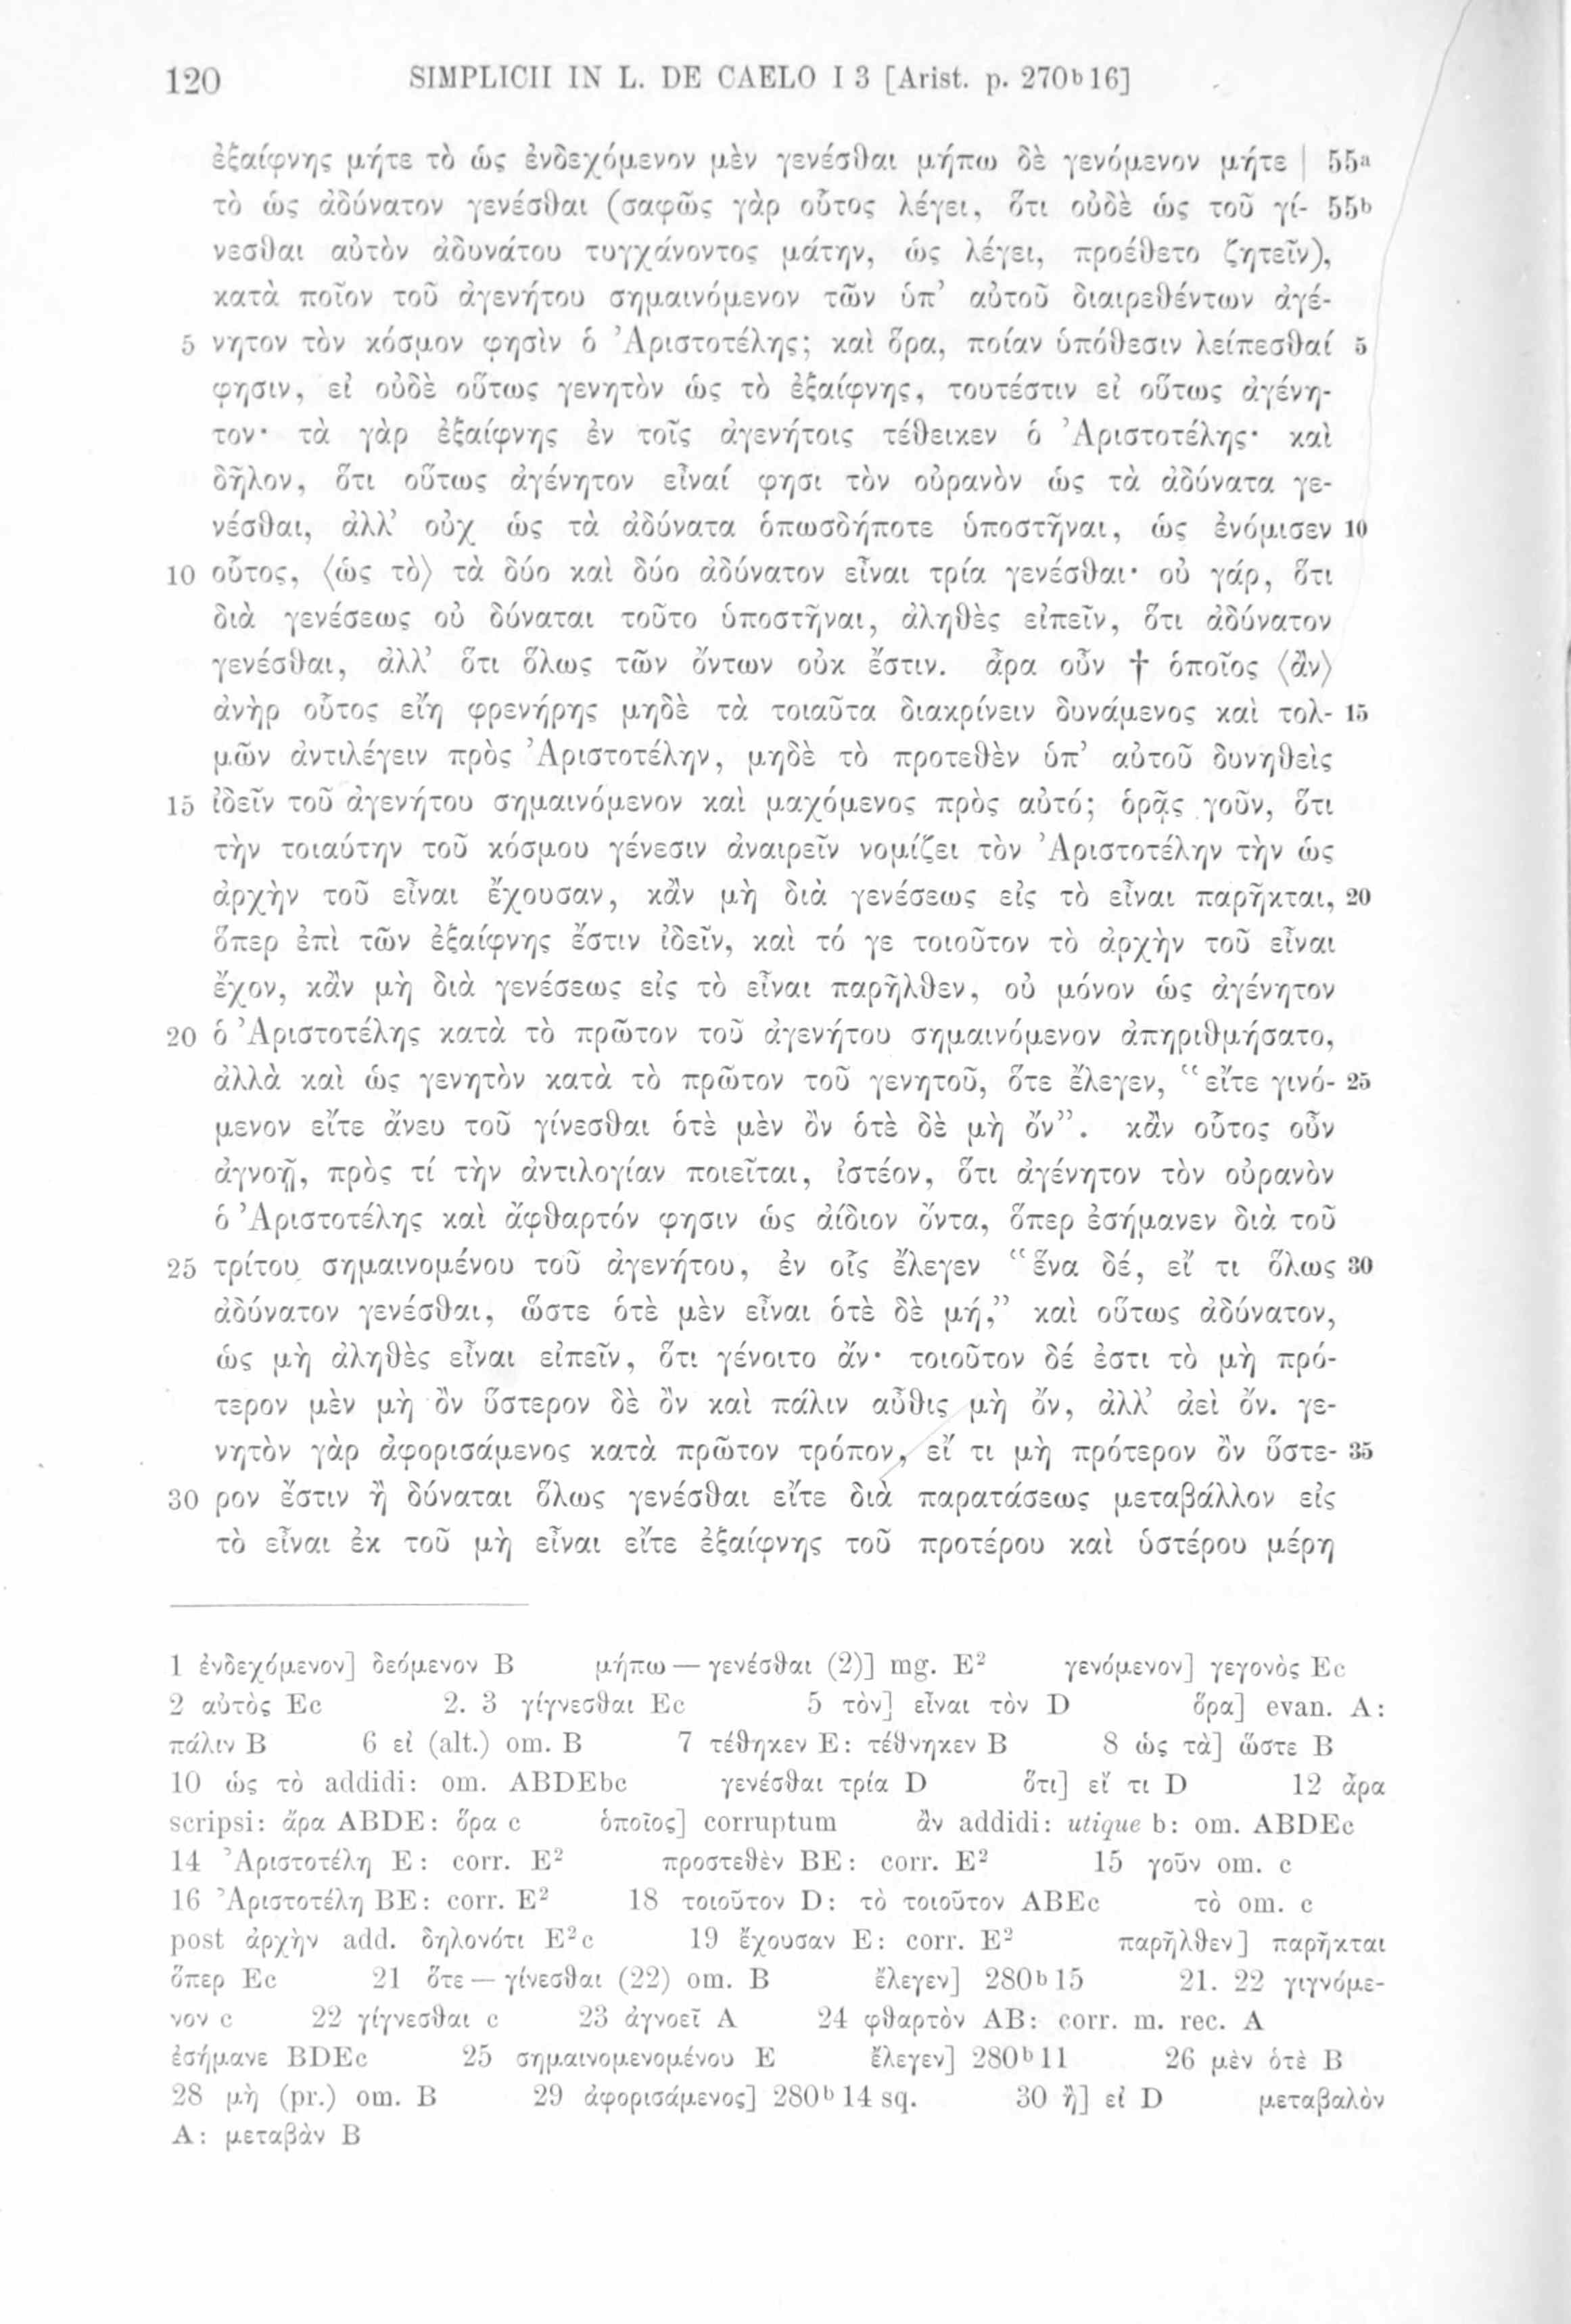 120 SIMPLICII IN L. DE CAELO I 3 [Arist. p. 270b16]
ἐξαίφνης μήτε τὸ ὡς ἐνδεχόμενον μὲν γενέσθαι μήπω δὲ γενόμενον μήτε | 55a
τὸ ὡς ἀδύνατον γενέσθαι (σαφῶς γὰρ οὗτος λέγει, ὅτι οὐδὲ ὡς τοῦ γί- 55b
νεσθαι αὐτὸν ἀδυνάτου τυγχάνοντος μάτην, ὡς λέγει, προέθετο ζητεῖν),
κατὰ ποῖον τοῦ ἀγενήτου σημαινόμενον τῶν ὑπ’ αὐτοῦ διαιρεθέντων ἀγέ-
5 νητον τὸν κόσμον φησὶν ὁ Ἀριστοτέλης; καὶ ὅρα, ποίαν ὑπόθεσιν λείπεσθαί 5
φησιν, εἰ οὐδὲ οὕτως γενητὸν ὡς τὸ ἐξαίφνης, τουτέστιν εἰ οὕτως ἀγένη-
τον· τὰ γὰρ ἐξαίφνης ἐν τοῖς ἀγενήτοις τέθεικεν ὁ Ἀριστοτέλης· καὶ
δῆλον, ὅτι οὕτως ἀγένητον εἶναί φησι τὸν οὐρανὸν ὡς τὰ ἀδύνατα γε-
νέσθαι, ἀλλ’ οὐχ ὡς τὰ ἀδύνατα ὁπωσδήποτε ὑποστῆναι, ὡς ἐνόμισεν 10
10 οὗτος, ⟨ὡς τὸ⟩ τὰ δύο καὶ δύο ἀδύνατον εἶναι τρία γενέσθαι· οὐ γάρ, ὅτι
διὰ γενέσεως οὐ δύναται τοῦτο ὑποστῆναι, ἀληθὲς εἰπεῖν, ὅτι ἀδύνατον
γενέσθαι, ἀλλ’ ὅτι ὅλως τῶν ὄντων οὐκ ἔστιν. ἆρα οὖν † ὁποῖος ⟨ἂν⟩
ἀνὴρ οὗτος εἴη φρενήρης μηδὲ τὰ τοιαῦτα διακρίνειν δυνάμενος καὶ τολ- 15
μῶν ἀντιλέγειν πρὸς Ἀριστοτέλην, μηδὲ τὸ προτεθὲν ὑπ’ αὐτοῦ δυνηθεὶς
15 ἰδεῖν τοῦ ἀγενήτου σημαινόμενον καὶ μαχόμενος πρὸς αὐτό; ὁρᾷς γοῦν, ὅτι
τὴν τοιαύτην τοῦ κόσμου γένεσιν ἀναιρεῖν νομίζει τὸν Ἀριστοτέλην τὴν ὡς
ἀρχὴν τοῦ εἶναι ἔχουσαν, κἂν μὴ διὰ γενέσεως εἰς τὸ εἶναι παρῆκται, 20
ὅπερ ἐπὶ τῶν ἐξαίφνης ἔστιν ἰδεῖν, καὶ τό γε τοιοῦτον τὸ ἀρχὴν τοῦ εἶναι
ἔχον, κἂν μὴ διὰ γενέσεως εἰς τὸ εἶναι παρῆλθεν, οὐ μόνον ὡς ἀγένητον
20 ὁ Ἀριστοτέλης κατὰ τὸ πρῶτον τοῦ ἀγενήτου σημαινόμενον ἀπηριθμήσατο,
ἀλλὰ καὶ ὡς γενητὸν κατὰ τὸ πρῶτον τοῦ γενητοῦ, ὅτε ἔλεγεν, “εἴτε γινό- 25
μενον εἴτε ἄνευ τοῦ γίνεσθαι ὁτὲ μὲν ὂν ὁτὲ δὲ μὴ ὄν”. κἂν οὗτος οὖν
ἀγνοῇ, πρὸς τί τὴν ἀντιλογίαν ποιεῖται, ἰστέον, ὅτι ἀγένητον τὸν οὐρανὸν
ὁ Ἀριστοτέλης καὶ ἄφθαρτόν φησιν ὡς ἀίδιον ὄντα, ὅπερ ἐσήμανεν διὰ τοῦ
25 τρίτου σημαινομένου τοῦ ἀγενήτου, ἐν οἷς ἔλεγεν “ἕνα δέ, εἴ τι ὅλως 30
ἀδύνατον γενέσθαι, ὥστε ὁτὲ μὲν εἶναι ὁτὲ δὲ μή,” καὶ οὕτως ἀδύνατον,
ὡς μὴ ἀληθὲς εἶναι εἰπεῖν, ὅτι γένοιτο ἄν· τοιοῦτον δέ ἐστι τὸ μὴ πρό-
τερον μὲν μὴ ὂν ὕστερον δὲ ὂν καὶ πάλιν αὖθις μὴ ὄν, ἀλλ’ ἀεὶ ὄν. γε-
νητὸν γὰρ ἀφορισάμενος κατὰ πρῶτον τρόπον, εἴ τι μὴ πρότερον ὂν ὕστε- 35
30 ρον ἔστιν ἢ δύναται ὅλως γενέσθαι εἴτε διὰ παρατάσεως μεταβάλλον εἰς
τὸ εἶναι ἐκ τοῦ μὴ εἶναι εἴτε ἐξαίφνης τοῦ προτέρου καὶ ὑστέρου μέρη
1 ἐνδεχόμενον] δεόμενον B μήπω — γενέσθαι (2)] mg. E² γενόμενον] γεγονὸς Ec
2 αὐτὸς Ec 2. 3 γίγνεσθαι Ec 5 τὸν] εἶναι τὸν D ὅρα] evan. A:
πάλιν B 6 εἰ (alt.) om. B 7 τέθηκεν E: τέθνηκεν B 8 ὡς τὰ] ὥστε B
10 ὡς τὸ addidi: om. ABDEbc γενέσθαι τρία D ὅτι] εἴ τι D 12 ἆρα
scripsi: ἄρα ABDE: ὅρα c ὁποῖος] corruptum ἂν addidi: utique b: om. ABDEc
14 Ἀριστοτέλη E: corr. E² προστεθὲν BE: corr. E² 15 γοῦν om. c
16 Ἀριστοτέλη BE: corr. E² 18 τοιοῦτον D: τὸ τοιοῦτον ABEc τὸ om. c
post ἀρχὴν add. δηλονότι E²c 19 ἔχουσαν E: corr. E² παρῆλθεν] παρῆκται
ὅπερ Ec 21 ὅτε — γίνεσθαι (22) om. B ἔλεγεν] 280b15 21. 22 γιγνόμε-
νον c 22 γίγνεσθαι c 23 ἀγνοεῖ A 24 φθαρτὸν AB: corr. m. rec. A
ἐσήμανε BDEc 25 σημαινομενομένου E ἔλεγεν] 280b11 26 μὲν ὁτὲ B
28 μὴ (pr.) om. B 29 ἀφορισάμενος] 280b14 sq. 30 ἢ] εἰ D μεταβαλὸν
A: μεταβὰν B